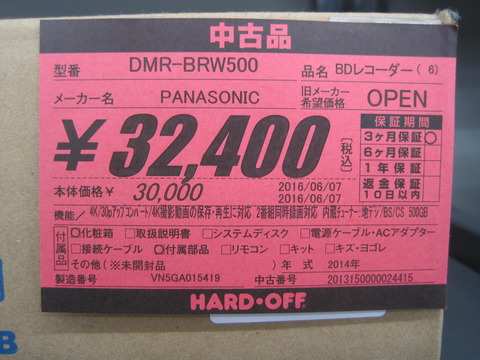 中古品
型番 DMR-BRW500 品名 BDレコーダー( 6)
メーカー名 PANASONIC 旧メーカー希望価格 OPEN
￥32,400 [税込]
保証期間
3ヶ月保証○
6ヶ月保証
1年保証
返金保証10日以内
本体価格￥ 30,000 2016/06/07
2016/06/07
機能／ 4K/30pアップコンバート/4K撮影動画の保存・再生に対応 2番組同時録画対応 内蔵チューナー:地デジ/BS/CS 500GB
付属品 ○化粧箱 □取扱説明書 □システムディスク □電源ケーブル・ACアダプター
□接続ケーブル ○付属部品 □リモコン □キット □キズ・ヨゴレ
その他(※未開封品 ) 年式 2014年
製造番号 VN5GA015419 中古番号 2013150000024415
HARD・OFF
B